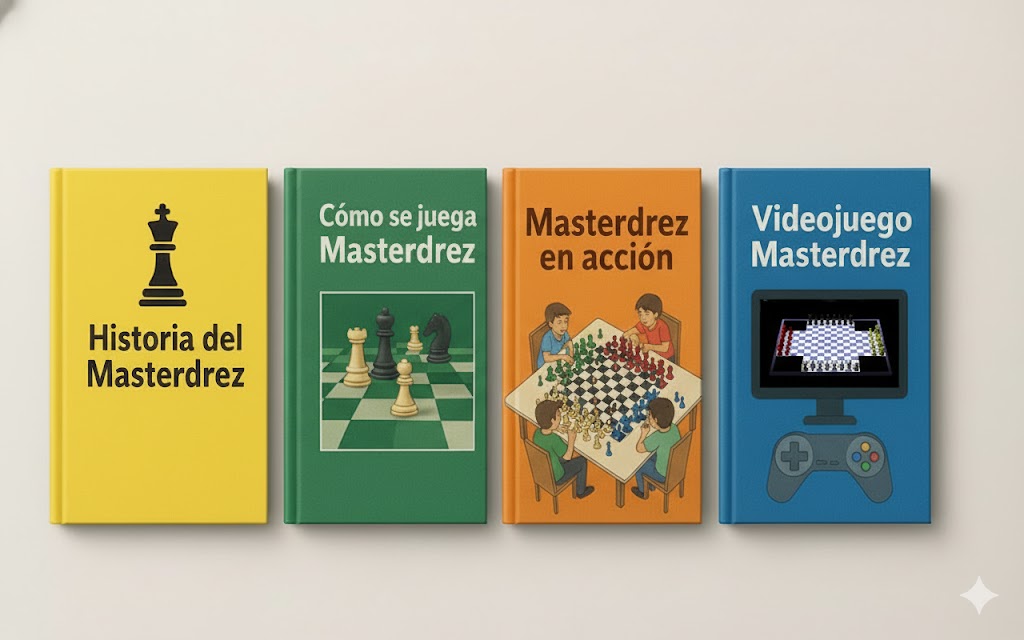 Historia del
Masterdrez
Cómo se juega
Masterdrez
Masterdrez
en acción
Videojuego
Masterdrez